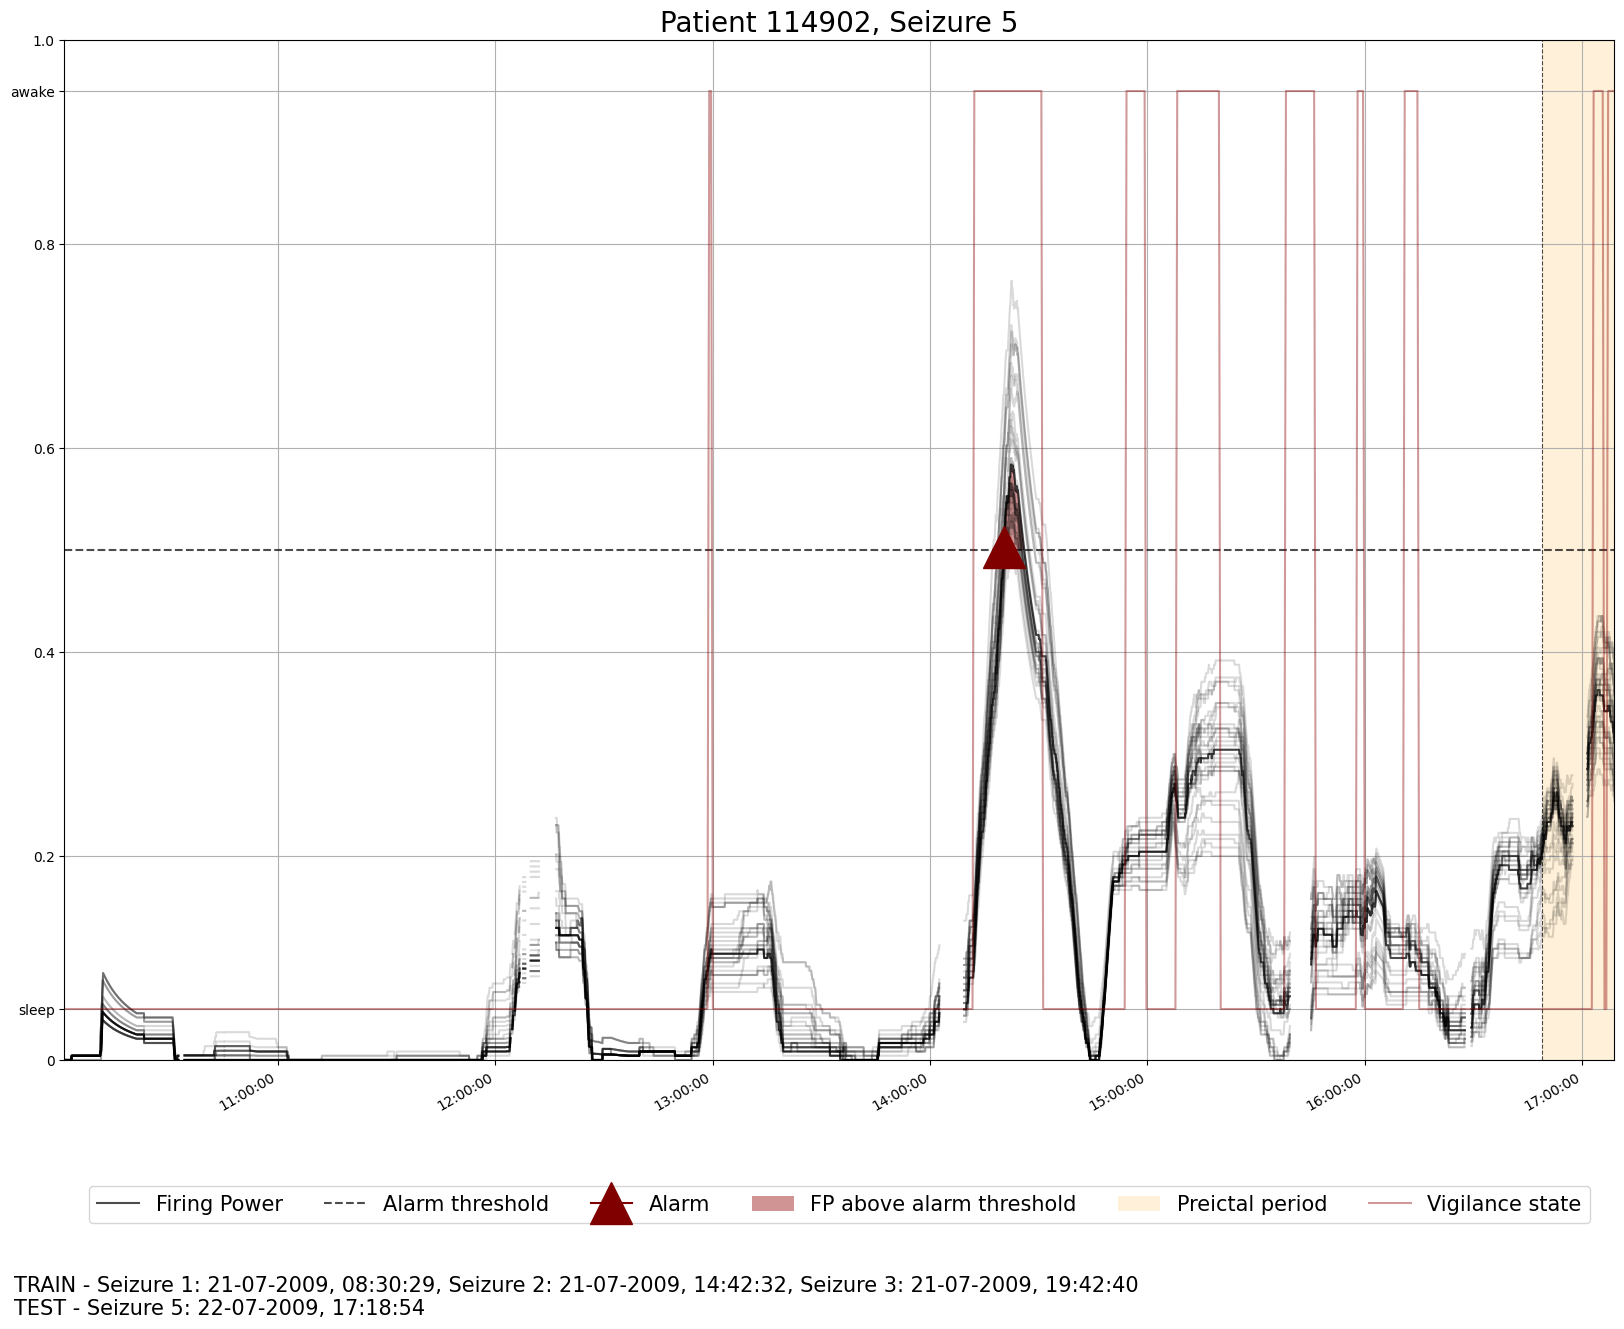 Patient 114902, Seizure 5
1.0
awake
0.8
0.6
0.4
0.2
sleep
0
11:00:00 12:00:00 13:00:00 14:00:00 15:00:00 16:00:00 17:00:00
Firing Power Alarm threshold Alarm FP above alarm threshold Preictal period Vigilance state
TRAIN - Seizure 1: 21-07-2009, 08:30:29, Seizure 2: 21-07-2009, 14:42:32, Seizure 3: 21-07-2009, 19:42:40
TEST - Seizure 5: 22-07-2009, 17:18:54